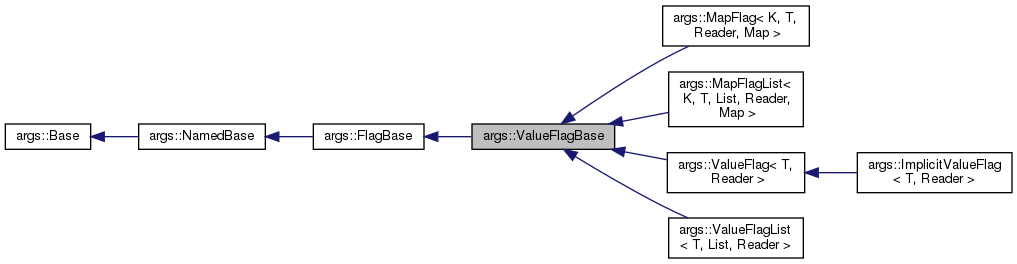 args::MapFlag< K, T,
Reader, Map >
args::MapFlagList<
K, T, List, Reader,
Map >
args::Base
args::NamedBase
args::FlagBase
args::ValueFlagBase
args::ValueFlag< T,
Reader >
args::ImplicitValueFlag
< T, Reader >
args::ValueFlagList
< T, List, Reader >